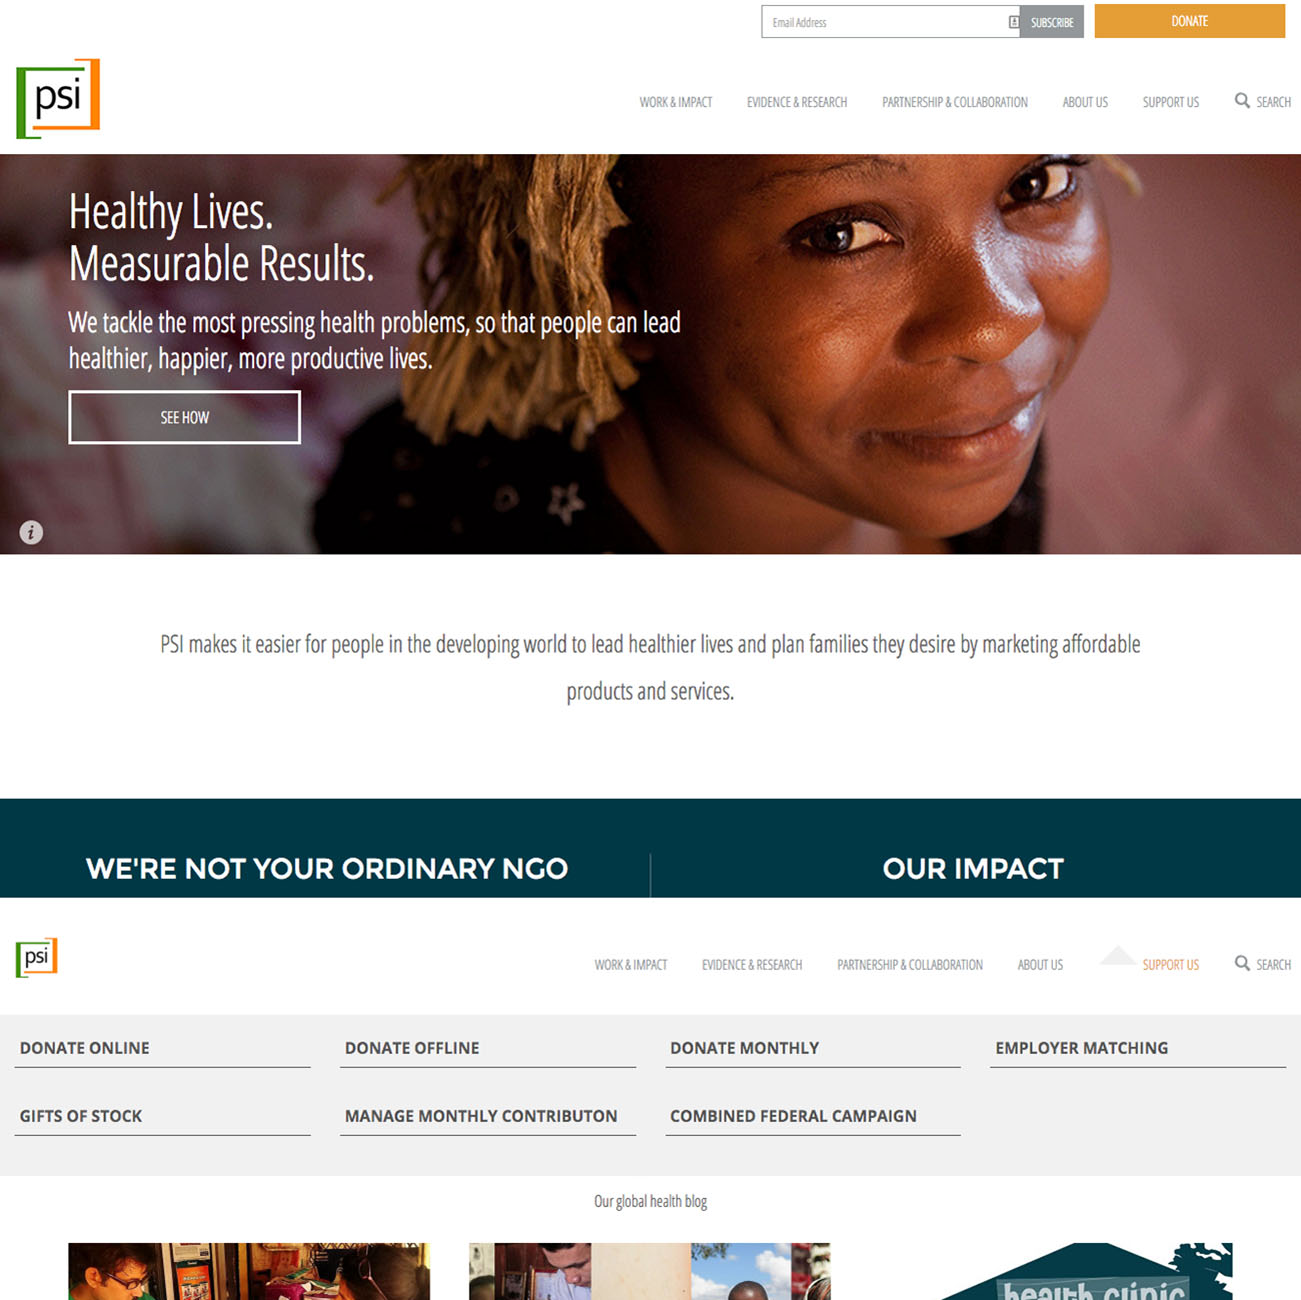 Email Address
SUBSCRIBE
DONATE
psi
WORK & IMPACT
EVIDENCE & RESEARCH
PARTNERSHIP & COLLABORATION
ABOUT US
SUPPORT US
SEARCH
Healthy Lives.
Measurable Results.
We tackle the most pressing health problems, so that people can lead
healthier, happier, more productive lives.
SEE HOW
i
PSI makes it easier for people in the developing world to lead healthier lives and plan families they desire by marketing affordable
products and services.
WE'RE NOT YOUR ORDINARY NGO
OUR IMPACT
psi
WORK & IMPACT
EVIDENCE & RESEARCH
PARTNERSHIP & COLLABORATION
ABOUT US
SUPPORT US
SEARCH
DONATE ONLINE
DONATE OFFLINE
DONATE MONTHLY
EMPLOYER MATCHING
GIFTS OF STOCK
MANAGE MONTHLY CONTRIBUTON
COMBINED FEDERAL CAMPAIGN
Our global health blog
health clinic